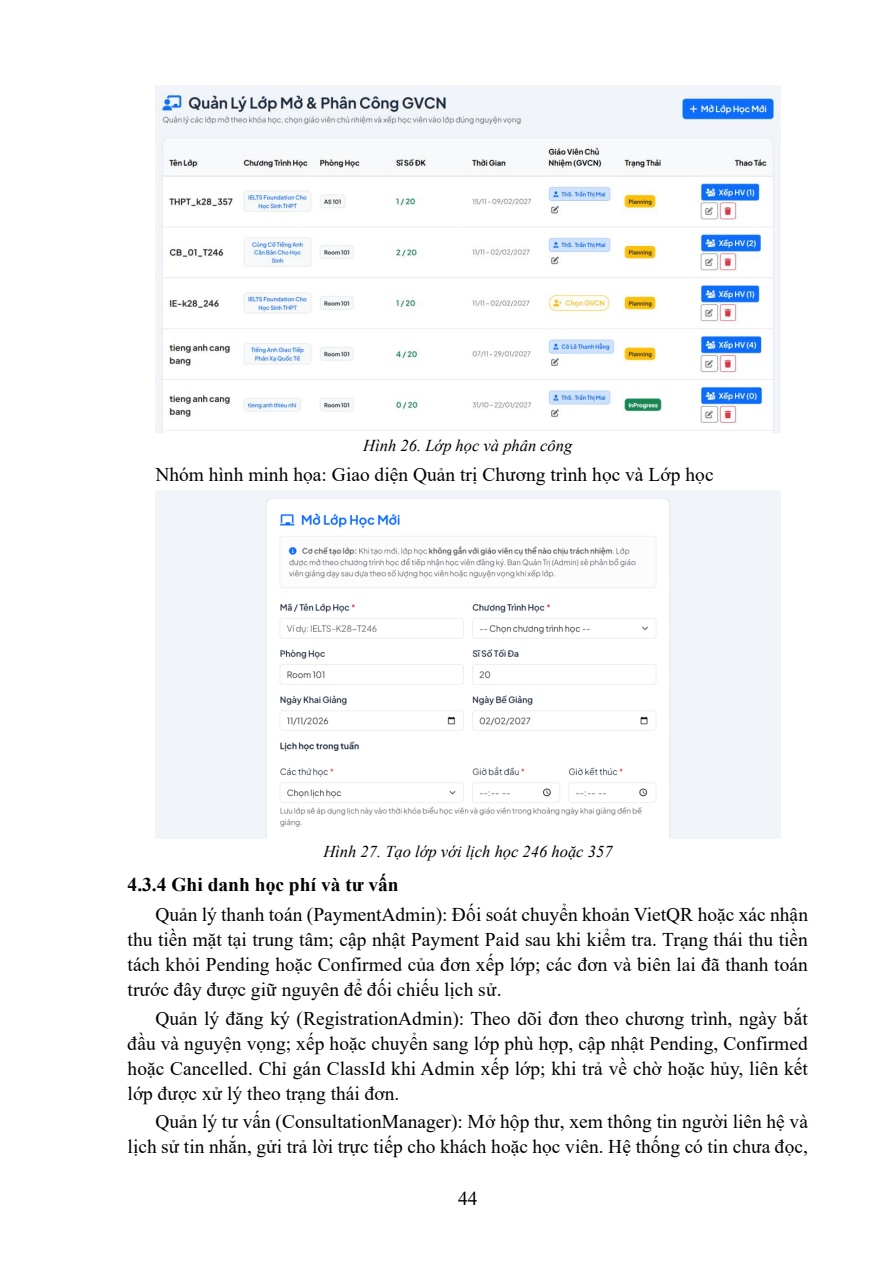 Quản Lý Lớp Mở & Phân Công GVCN
Quản lý các lớp mở theo khóa học, chọn giáo viên chủ nhiệm và xếp học viên vào lớp đúng nguyện vọng
+ Mở Lớp Học Mới
Tên Lớp Chương Trình Học Phòng Học Sĩ Số ĐK Thời Gian Giáo Viên Chủ Nhiệm (GVCN) Trạng Thái Thao Tác
THPT_k28_357 IELTS Foundation Cho Học Sinh THPT AS 101 1 / 20 15/11 - 09/02/2027 ThS. Trần Thị Mai Planning Xếp HV (1)
CB_01_T246 Củng Cố Tiếng Anh Căn Bản Cho Học Sinh Room 101 2 / 20 11/11 - 02/02/2027 ThS. Trần Thị Mai Planning Xếp HV (2)
IE-k28_246 IELTS Foundation Cho Học Sinh THPT Room 101 1 / 20 11/11 - 02/02/2027 Chọn GVCN Planning Xếp HV (1)
tieng anh cang bang Tiếng Anh Giao Tiếp Phản Xạ Quốc Tế Room 101 4 / 20 07/11 - 29/01/2027 Cô Lê Thanh Hằng Planning Xếp HV (4)
tieng anh cang bang tieng anh thieu nhi Room 101 0 / 20 31/10 - 22/01/2027 ThS. Trần Thị Mai InProgress Xếp HV (0)
Hình 26. Lớp học và phân công
Nhóm hình minh họa: Giao diện Quản trị Chương trình học và Lớp học
Mở Lớp Học Mới
Cơ chế tạo lớp: Khi tạo mới, lớp học không gắn với giáo viên cụ thể nào chịu trách nhiệm. Lớp
được mở theo chương trình học để tiếp nhận học viên đăng ký. Ban Quản Trị (Admin) sẽ phân bổ giáo
viên giảng dạy sau dựa theo số lượng học viên hoặc nguyện vọng khi xếp lớp.
Mã / Tên Lớp Học * Chương Trình Học *
Ví dụ: IELTS-K28-T246 -- Chọn chương trình học --
Phòng Học Sĩ Số Tối Đa
Room 101 20
Ngày Khai Giảng Ngày Bế Giảng
11/11/2026 02/02/2027
Lịch học trong tuần
Các thứ học * Giờ bắt đầu * Giờ kết thúc *
Chọn lịch học --:-- -- --:-- --
Lưu lớp sẽ áp dụng lịch này vào thời khóa biểu học viên và giáo viên trong khoảng ngày khai giảng đến bế
giảng.
Hình 27. Tạo lớp với lịch học 246 hoặc 357
4.3.4 Ghi danh học phí và tư vấn
Quản lý thanh toán (PaymentAdmin): Đối soát chuyển khoản VietQR hoặc xác nhận
thu tiền mặt tại trung tâm; cập nhật Payment Paid sau khi kiểm tra. Trạng thái thu tiền
tách khỏi Pending hoặc Confirmed của đơn xếp lớp; các đơn và biên lai đã thanh toán
trước đây được giữ nguyên để đối chiếu lịch sử.
Quản lý đăng ký (RegistrationAdmin): Theo dõi đơn theo chương trình, ngày bắt
đầu và nguyện vọng; xếp hoặc chuyển sang lớp phù hợp, cập nhật Pending, Confirmed
hoặc Cancelled. Chỉ gán ClassId khi Admin xếp lớp; khi trả về chờ hoặc hủy, liên kết
lớp được xử lý theo trạng thái đơn.
Quản lý tư vấn (ConsultationManager): Mở hộp thư, xem thông tin người liên hệ và
lịch sử tin nhắn, gửi trả lời trực tiếp cho khách hoặc học viên. Hệ thống có tin chưa đọc,
44